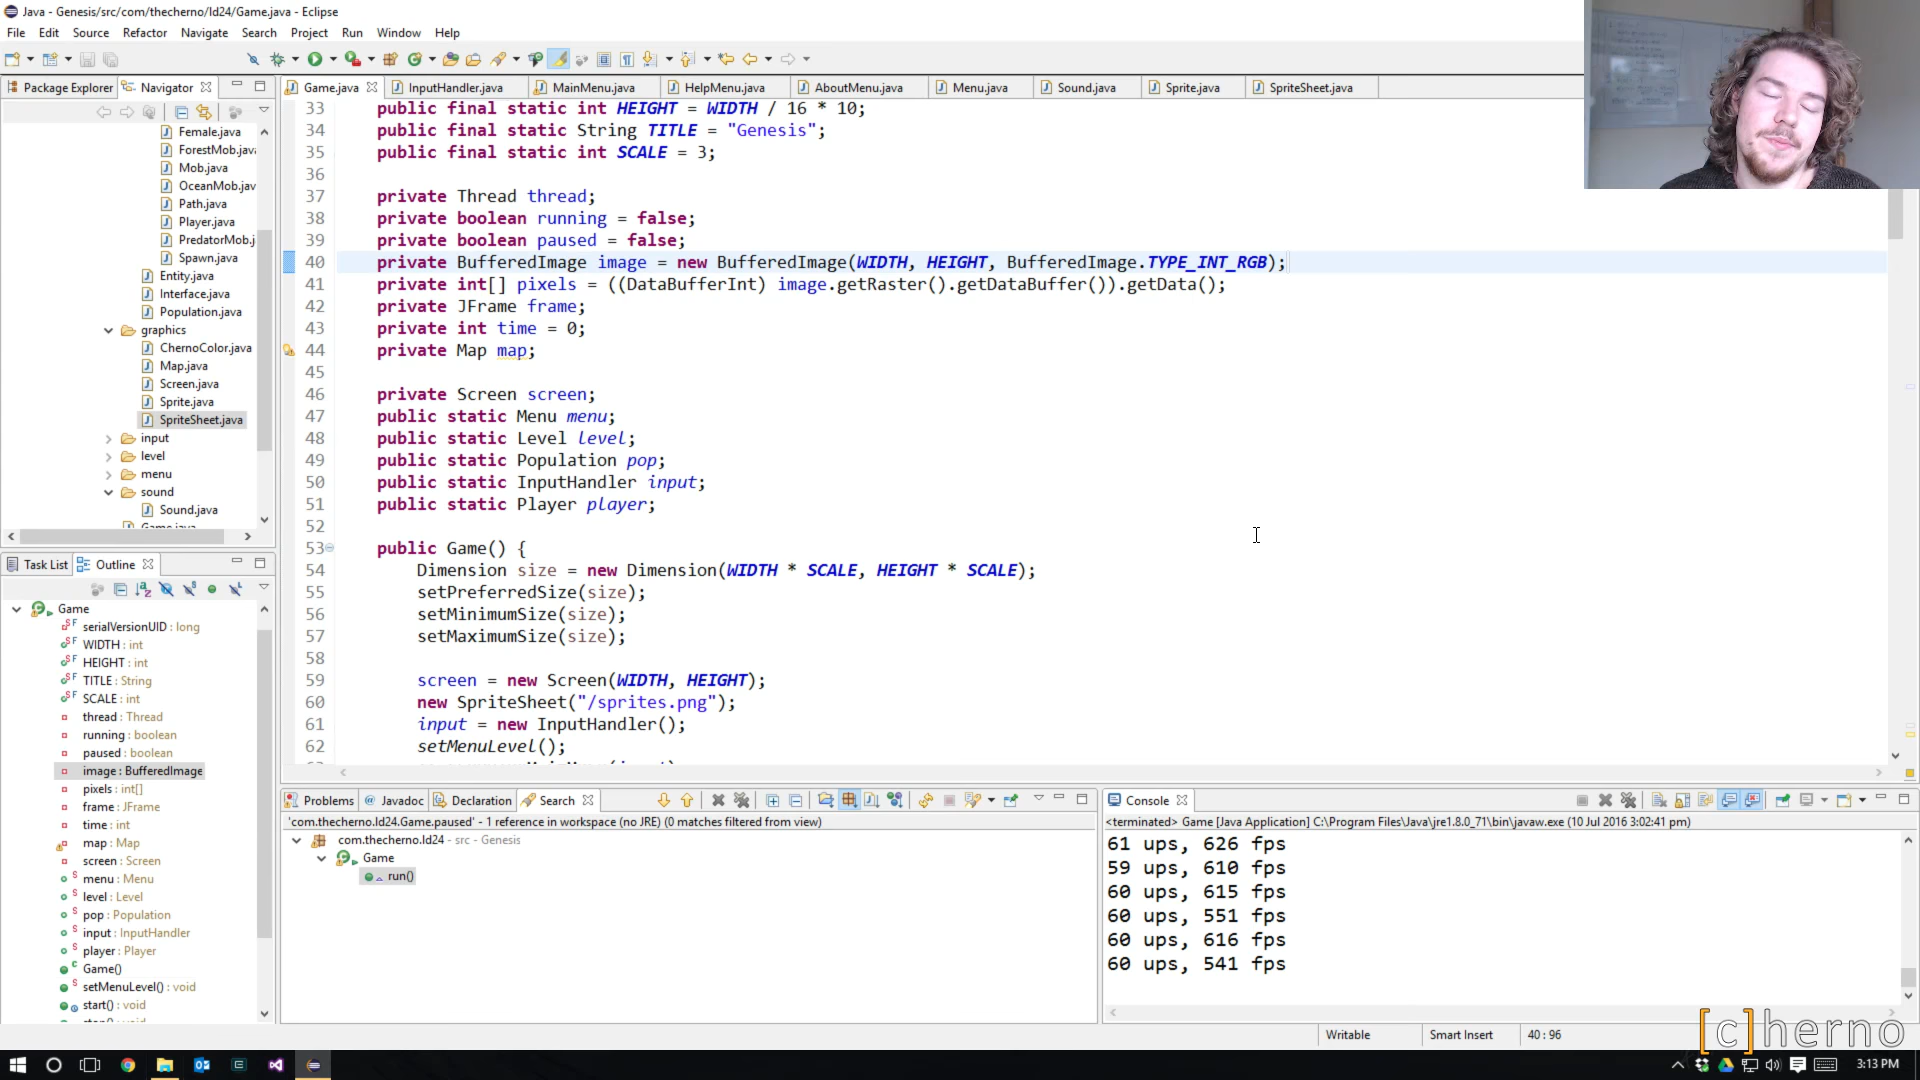 Java - Genesis/src/com/thecherno/ld24/Game.java - Eclipse
File Edit Source Refactor Navigate Search Project Run Window Help
Package Explorer Navigator
Female.java
ForestMob.java
Mob.java
OceanMob.jav
Path.java
Player.java
PredatorMob.j
Spawn.java
Entity.java
Interface.java
Population.java
graphics
ChernoColor.java
Map.java
Screen.java
Sprite.java
SpriteSheet.java
input
level
menu
sound
Sound.java
Game.java
Game.java InputHandler.java MainMenu.java HelpMenu.java AboutMenu.java Menu.java Sound.java Sprite.java SpriteSheet.java
33 public final static int HEIGHT = WIDTH / 16 * 10;
34 public final static String TITLE = "Genesis";
35 public final static int SCALE = 3;
36
37 private Thread thread;
38 private boolean running = false;
39 private boolean paused = false;
40 private BufferedImage image = new BufferedImage(WIDTH, HEIGHT, BufferedImage.TYPE_INT_RGB);
41 private int[] pixels = ((DataBufferInt) image.getRaster().getDataBuffer()).getData();
42 private JFrame frame;
43 private int time = 0;
44 private Map map;
45
46 private Screen screen;
47 public static Menu menu;
48 public static Level level;
49 public static Population pop;
50 public static InputHandler input;
51 public static Player player;
52
53 public Game() {
54 Dimension size = new Dimension(WIDTH * SCALE, HEIGHT * SCALE);
55 setPreferredSize(size);
56 setMinimumSize(size);
57 setMaximumSize(size);
58
59 screen = new Screen(WIDTH, HEIGHT);
60 new SpriteSheet("/sprites.png");
61 input = new InputHandler();
62 setMenuLevel();
Task List Outline
Game
serialVersionUID : long
WIDTH : int
HEIGHT : int
TITLE : String
SCALE : int
thread : Thread
running : boolean
paused : boolean
image : BufferedImage
pixels : int[]
frame : JFrame
time : int
map : Map
screen : Screen
menu : Menu
level : Level
pop : Population
input : InputHandler
player : Player
Game()
setMenuLevel() : void
start() : void
Problems Javadoc Declaration Search
'com.thecherno.ld24.Game.paused' - 1 reference in workspace (no JRE) (0 matches filtered from view)
com.thecherno.ld24 - src - Genesis
Game
run()
Console
<terminated> Game [Java Application] C:\Program Files\Java\jre1.8.0_71\bin\javaw.exe (10 Jul 2016 3:02:41 pm)
61 ups, 626 fps
59 ups, 610 fps
60 ups, 615 fps
60 ups, 551 fps
60 ups, 616 fps
60 ups, 541 fps
Writable Smart Insert 40 : 96
[c]herno
3:13 PM